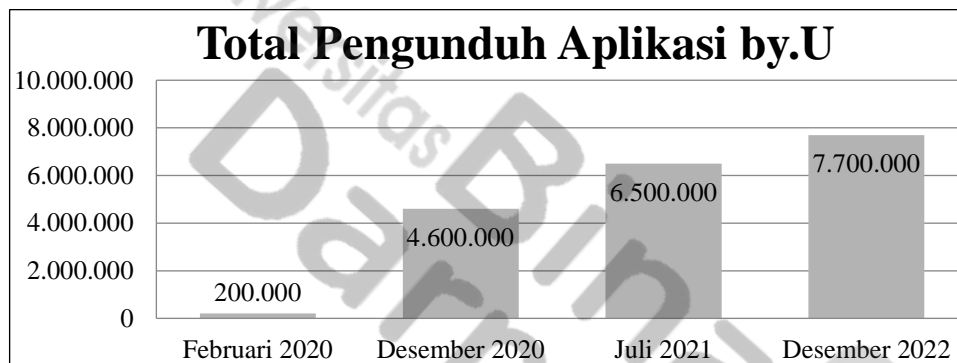 Total Pengunduh Aplikasi by.U
10.000.000
8.000.000
6.000.000
4.000.000
2.000.000
0
200.000
4.600.000
6.500.000
7.700.000
Februari 2020
Desember 2020
Juli 2021
Desember 2022